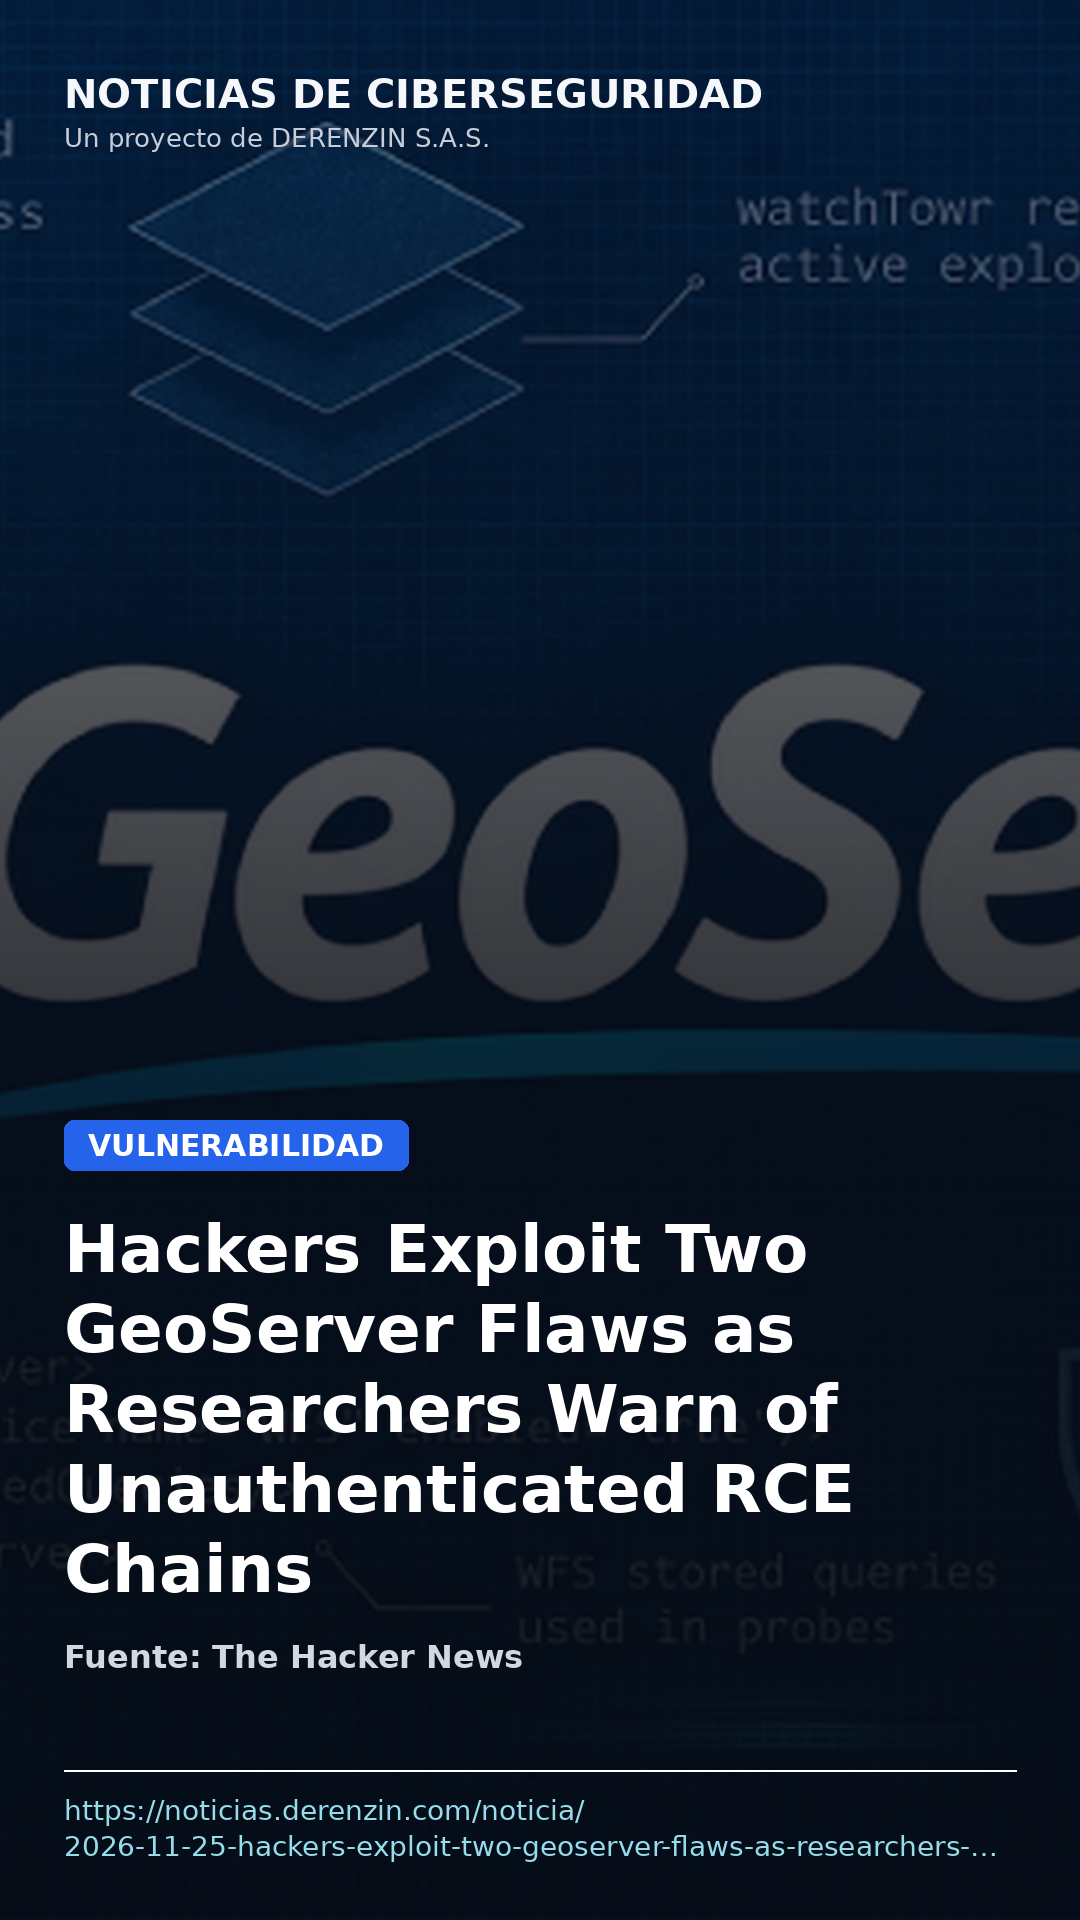 NOTICIAS DE CIBERSEGURIDAD
Un proyecto de DERENZIN S.A.S.
d
ss
watchTowr re
active explo
GeoSe
VULNERABILIDAD
Hackers Exploit Two
GeoServer Flaws as
Researchers Warn of
Unauthenticated RCE
Chains
ver>
WFS stored queries
used in probes
Fuente: The Hacker News
https://noticias.derenzin.com/noticia/
2026-11-25-hackers-exploit-two-geoserver-flaws-as-researchers-…